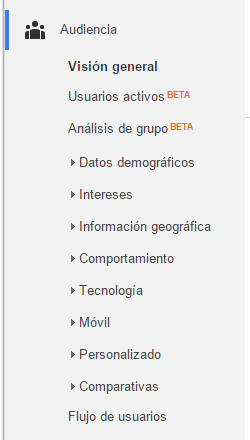 Audiencia
Visión general
Usuarios activos BETA
Análisis de grupo BETA
Datos demográficos
Intereses
Información geográfica
Comportamiento
Tecnología
Móvil
Personalizado
Comparativas
Flujo de usuarios